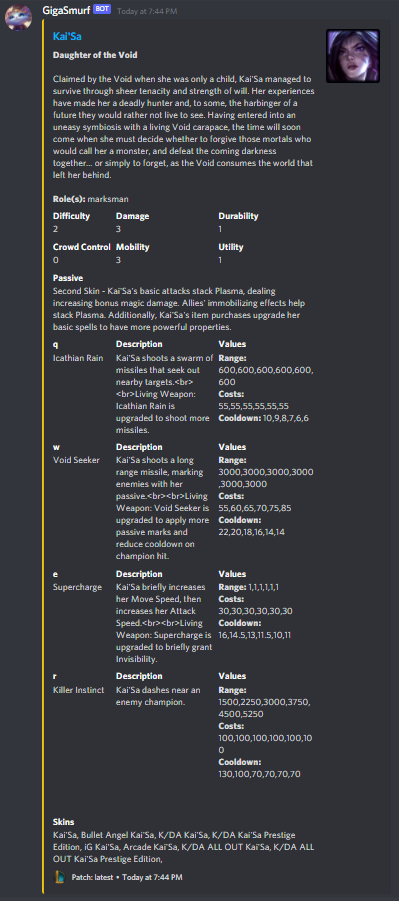 GigaSmurf BOT Today at 7:44 PM
Kai'Sa
Daughter of the Void
Claimed by the Void when she was only a child, Kai'Sa managed to
survive through sheer tenacity and strength of will. Her experiences
have made her a deadly hunter and, to some, the harbinger of a
future they would rather not live to see. Having entered into an
uneasy symbiosis with a living Void carapace, the time will soon
come when she must decide whether to forgive those mortals who
would call her a monster, and defeat the coming darkness
together... or simply to forget, as the Void consumes the world that
left her behind.
Role(s): marksman
Difficulty Damage Durability
2 3 1
Crowd Control Mobility Utility
0 3 1
Passive
Second Skin - Kai'Sa's basic attacks stack Plasma, dealing
increasing bonus magic damage. Allies' immobilizing effects help
stack Plasma. Additionally, Kai'Sa's item purchases upgrade her
basic spells to have more powerful properties.
q
Icathian Rain
Description
Kai'Sa shoots a swarm of
missiles that seek out
nearby targets.<br>
<br>Living Weapon:
Icathian Rain is
upgraded to shoot more
missiles.
Values
Range:
600,600,600,600,600,
600
Costs:
55,55,55,55,55,55
Cooldown: 10,9,8,7,6,6
w
Void Seeker
Description
Kai'Sa shoots a long
range missile, marking
enemies with her
passive.<br><br>Living
Weapon: Void Seeker is
upgraded to apply more
passive marks and
reduce cooldown on
champion hit.
Values
Range:
3000,3000,3000,3000
,3000,3000
Costs:
55,60,65,70,75,85
Cooldown:
22,20,18,16,14,14
e
Supercharge
Description
Kai'Sa briefly increases
her Move Speed, then
increases her Attack
Speed.<br><br>Living
Weapon: Supercharge is
upgraded to briefly grant
Invisibility.
Values
Range: 1,1,1,1,1,1
Costs:
30,30,30,30,30,30
Cooldown:
16,14.5,13,11.5,10,11
r
Killer Instinct
Description
Kai'Sa dashes near an
enemy champion.
Values
Range:
1500,2250,3000,3750,
4500,5250
Costs:
100,100,100,100,100,10
0
Cooldown:
130,100,70,70,70,70
Skins
Kai'Sa, Bullet Angel Kai'Sa, K/DA Kai'Sa, K/DA Kai'Sa Prestige
Edition, iG Kai'Sa, Arcade Kai'Sa, K/DA ALL OUT Kai'Sa, K/DA ALL
OUT Kai'Sa Prestige Edition,
Patch: latest • Today at 7:44 PM